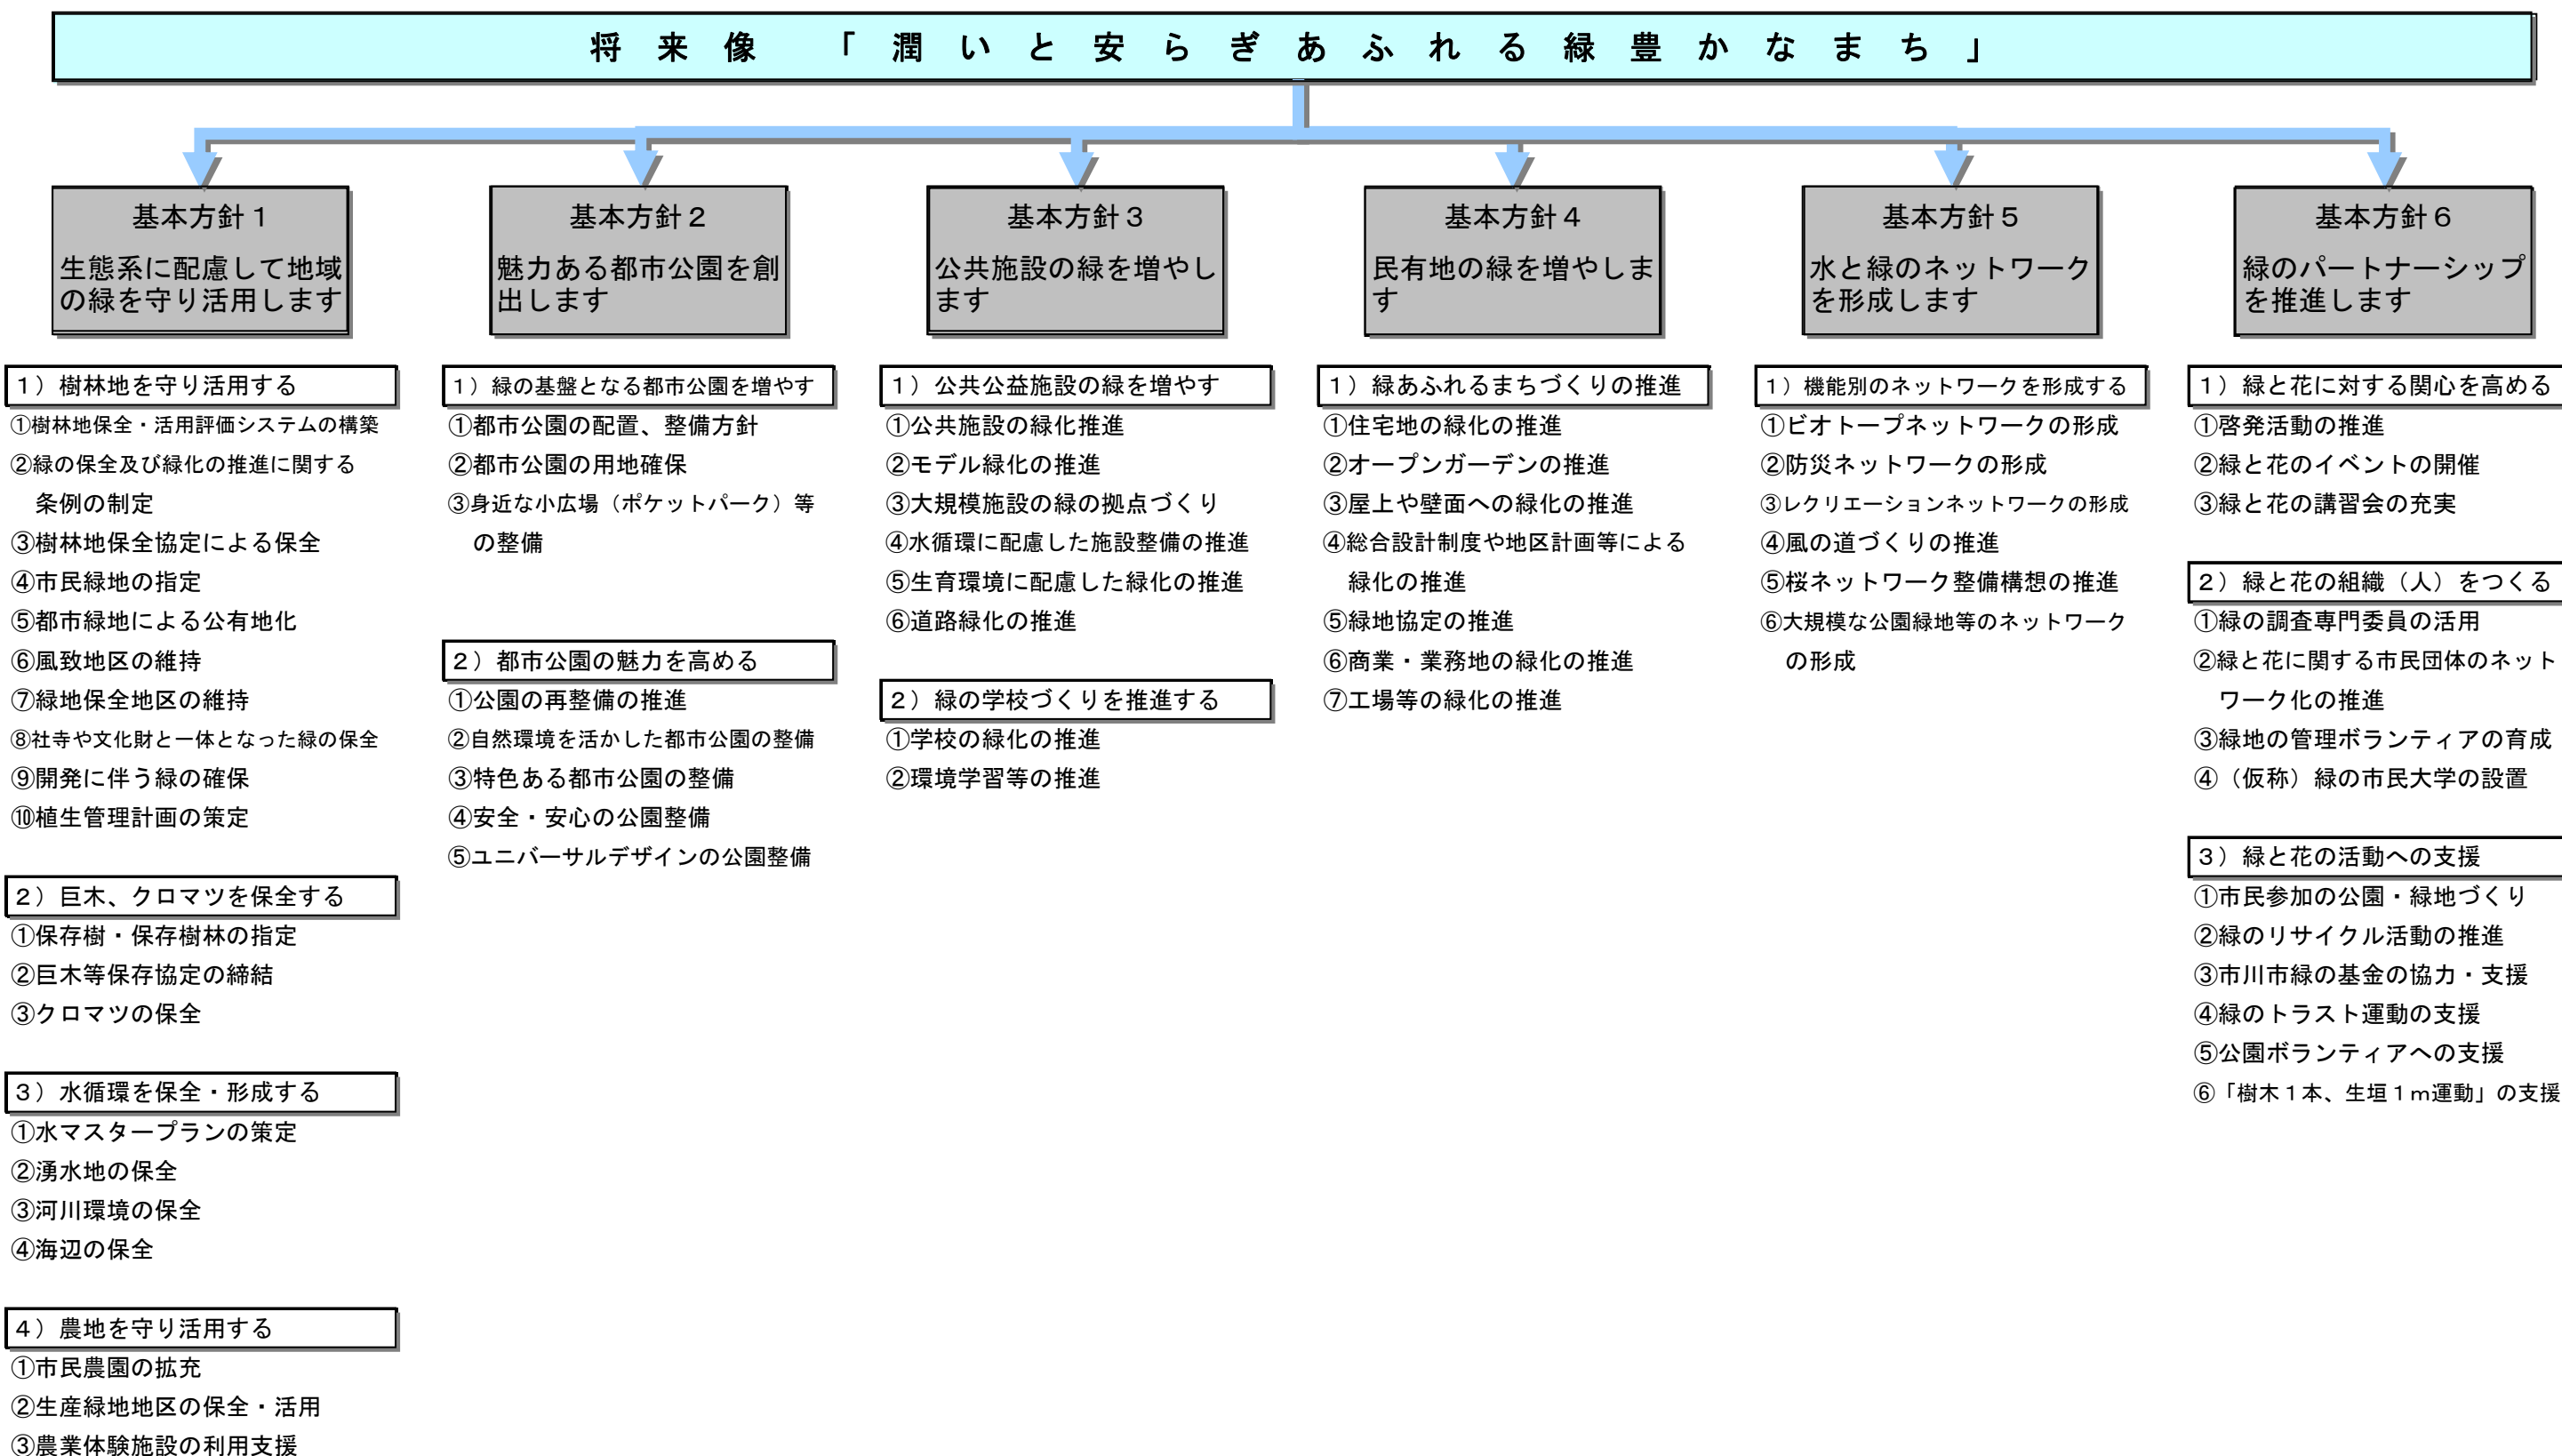 将来像　「潤いと安らぎあふれる緑豊かなまち」
基本方針１
生態系に配慮して地域
の緑を守り活用します
１）樹林地を守り活用する
①樹林地保全・活用評価システムの構築
②緑の保全及び緑化の推進に関する
条例の制定
③樹林地保全協定による保全
④市民緑地の指定
⑤都市緑地による公有地化
⑥風致地区の維持
⑦緑地保全地区の維持
⑧社寺や文化財と一体となった緑の保全
⑨開発に伴う緑の確保
⑩植生管理計画の策定
２）巨木、クロマツを保全する
①保存樹・保存樹林の指定
②巨木等保存協定の締結
③クロマツの保全
３）水循環を保全・形成する
①水マスタープランの策定
②湧水地の保全
③河川環境の保全
④海辺の保全
４）農地を守り活用する
①市民農園の拡充
②生産緑地地区の保全・活用
③農業体験施設の利用支援
基本方針２
魅力ある都市公園を創
出します
１）緑の基盤となる都市公園を増やす
①都市公園の配置、整備方針
②都市公園の用地確保
③身近な小広場（ポケットパーク）等
の整備
２）都市公園の魅力を高める
①公園の再整備の推進
②自然環境を活かした都市公園の整備
③特色ある都市公園の整備
④安全・安心の公園整備
⑤ユニバーサルデザインの公園整備
基本方針３
公共施設の緑を増やし
ます
１）公共公益施設の緑を増やす
①公共施設の緑化推進
②モデル緑化の推進
③大規模施設の緑の拠点づくり
④水循環に配慮した施設整備の推進
⑤生育環境に配慮した緑化の推進
⑥道路緑化の推進
２）緑の学校づくりを推進する
①学校の緑化の推進
②環境学習等の推進
基本方針４
民有地の緑を増やしま
す
１）緑あふれるまちづくりの推進
①住宅地の緑化の推進
②オープンガーデンの推進
③屋上や壁面への緑化の推進
④総合設計制度や地区計画等による
緑化の推進
⑤緑地協定の推進
⑥商業・業務地の緑化の推進
⑦工場等の緑化の推進
基本方針５
水と緑のネットワーク
を形成します
１）機能別のネットワークを形成する
①ビオトープネットワークの形成
②防災ネットワークの形成
③レクリエーションネットワークの形成
④風の道づくりの推進
⑤桜ネットワーク整備構想の推進
⑥大規模な公園緑地等のネットワーク
の形成
基本方針６
緑のパートナーシップ
を推進します
１）緑と花に対する関心を高める
①啓発活動の推進
②緑と花のイベントの開催
③緑と花の講習会の充実
２）緑と花の組織（人）をつくる
①緑の調査専門委員の活用
②緑と花に関する市民団体のネット
ワーク化の推進
③緑地の管理ボランティアの育成
④（仮称）緑の市民大学の設置
３）緑と花の活動への支援
①市民参加の公園・緑地づくり
②緑のリサイクル活動の推進
③市川市緑の基金の協力・支援
④緑のトラスト運動の支援
⑤公園ボランティアへの支援
⑥「樹木１本、生垣１ｍ運動」の支援